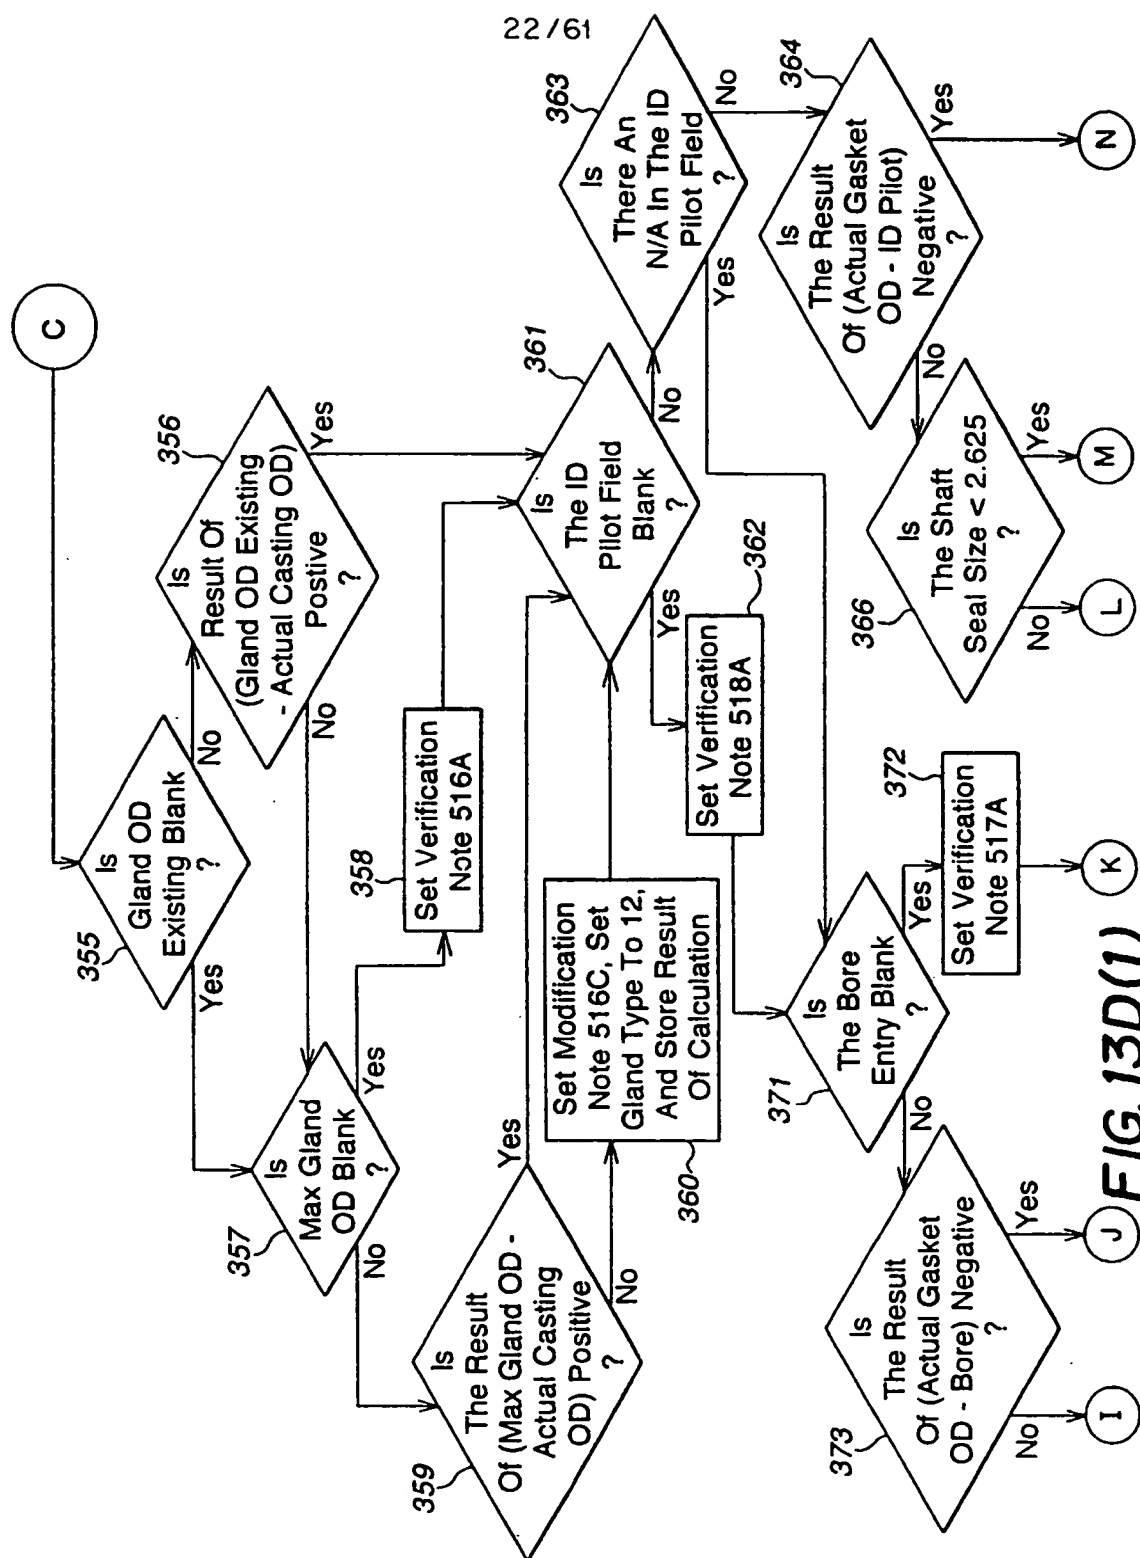 22/61
C
355
Is
Gland OD
Existing Blank
?
Yes
No
356
Is
Result Of
(Gland OD Existing
- Actual Casting OD)
Postive
?
Yes
No
357
Is
Max Gland
OD Blank
?
Yes
No
358
Set Verification
Note 516A
359
Is
The Result
Of (Max Gland OD -
Actual Casting
OD) Positive
?
Yes
No
360
Set Modification
Note 516C, Set
Gland Type To 12,
And Store Result
Of Calculation
361
Is
The ID
Pilot Field
Blank
?
No
Yes
362
Set Verification
Note 518A
363
Is
There An
N/A In The ID
Pilot Field
?
No
Yes
364
Is
The Result
Of (Actual Gasket
OD - ID Pilot)
Negative
?
Yes
No
366
Is
The Shaft
Seal Size < 2.625
?
Yes
No
371
Is
The Bore
Entry Blank
?
Yes
No
372
Set Verification
Note 517A
373
Is
The Result
Of (Actual Gasket
OD - Bore) Negative
?
Yes
No
I
J
K
L
M
N
FIG. 13D(1)